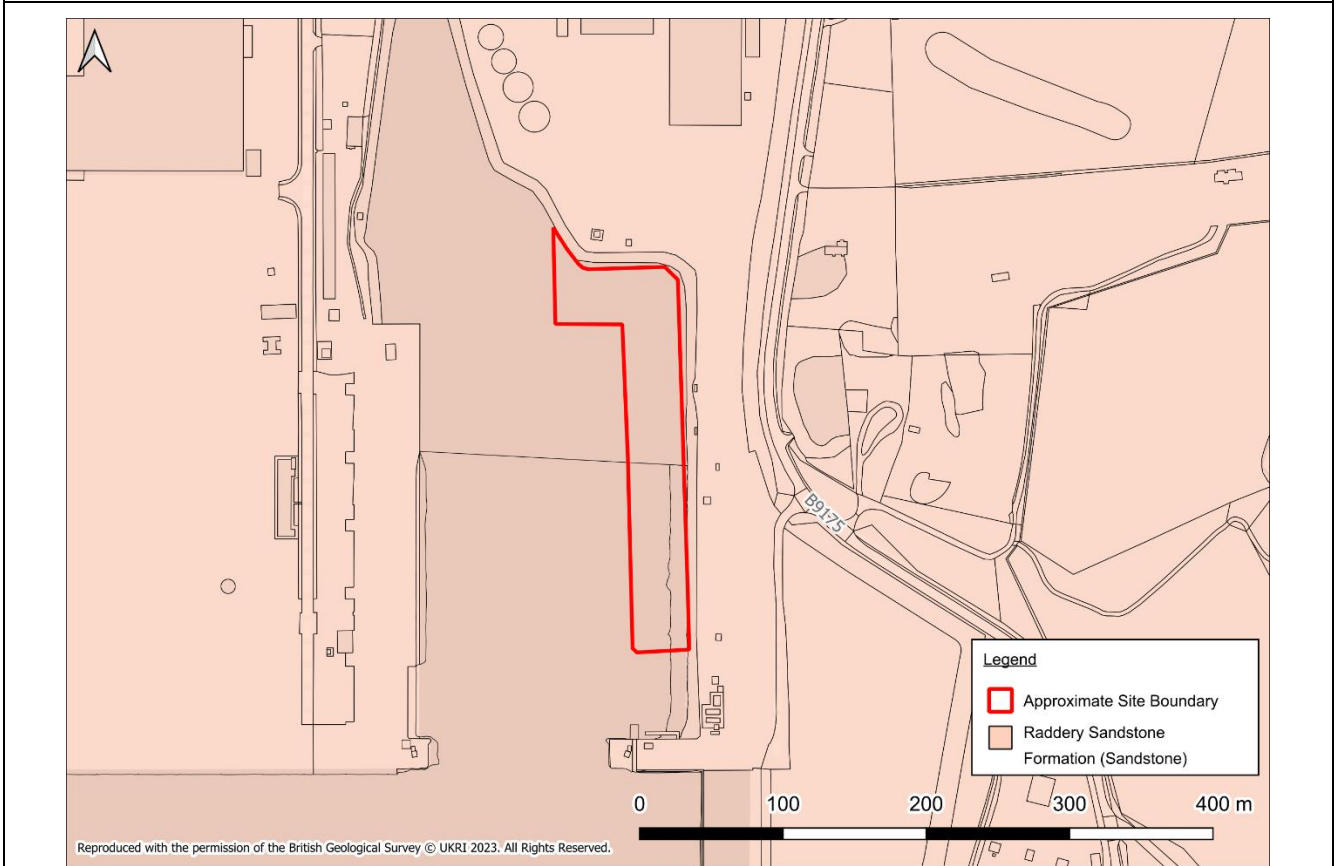 B9175
Legend
Approximate Site Boundary
Raddery Sandstone
Formation (Sandstone)
0 100 200 300 400 m
Reproduced with the permission of the British Geological Survey © UKRI 2023. All Rights Reserved.